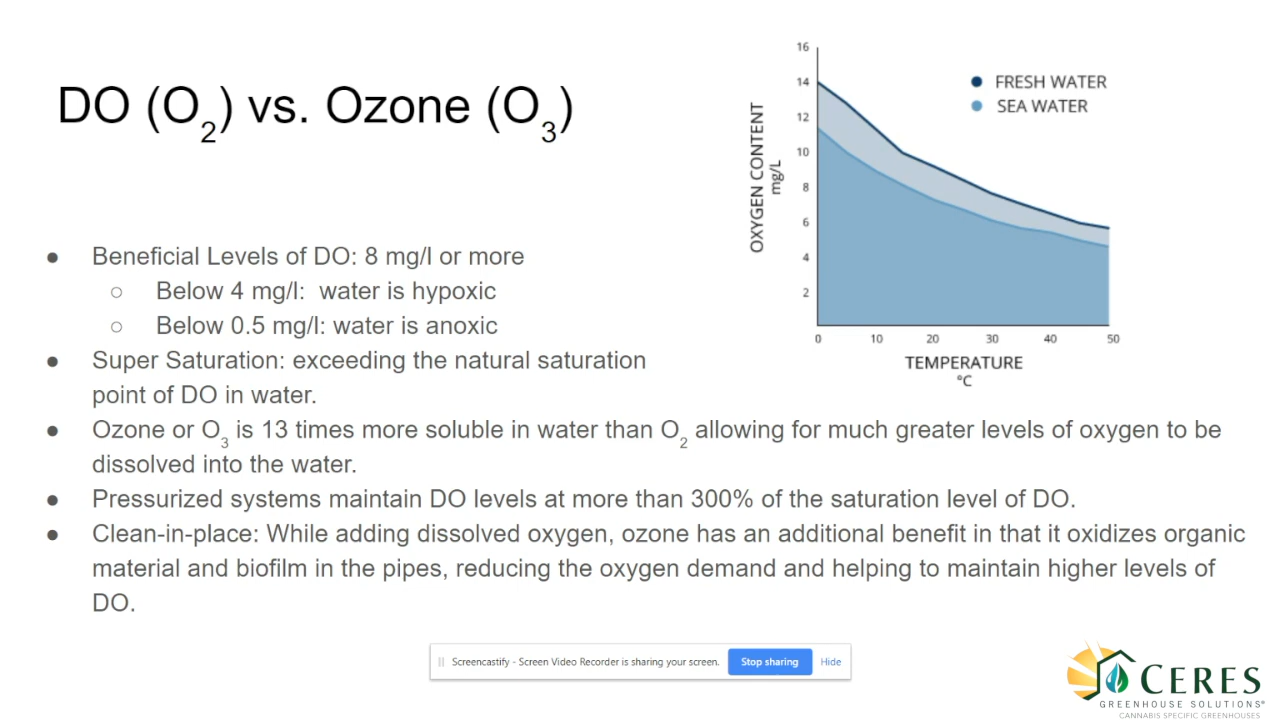 DO (O2) vs. Ozone (O3)
● Beneficial Levels of DO: 8 mg/l or more
○ Below 4 mg/l: water is hypoxic
○ Below 0.5 mg/l: water is anoxic
● Super Saturation: exceeding the natural saturation
point of DO in water.
● Ozone or O3 is 13 times more soluble in water than O2 allowing for much greater levels of oxygen to be
dissolved into the water.
● Pressurized systems maintain DO levels at more than 300% of the saturation level of DO.
● Clean-in-place: While adding dissolved oxygen, ozone has an additional benefit in that it oxidizes organic
material and biofilm in the pipes, reducing the oxygen demand and helping to maintain higher levels of
DO.
FRESH WATER
SEA WATER
OXYGEN CONTENT
mg/L
16
14
12
10
8
6
4
2
0 10 20 30 40 50
TEMPERATURE
°C
Screencastify - Screen Video Recorder is sharing your screen. Stop sharing Hide
CERES
GREENHOUSE SOLUTIONS®
CANNABIS SPECIFIC GREENHOUSES